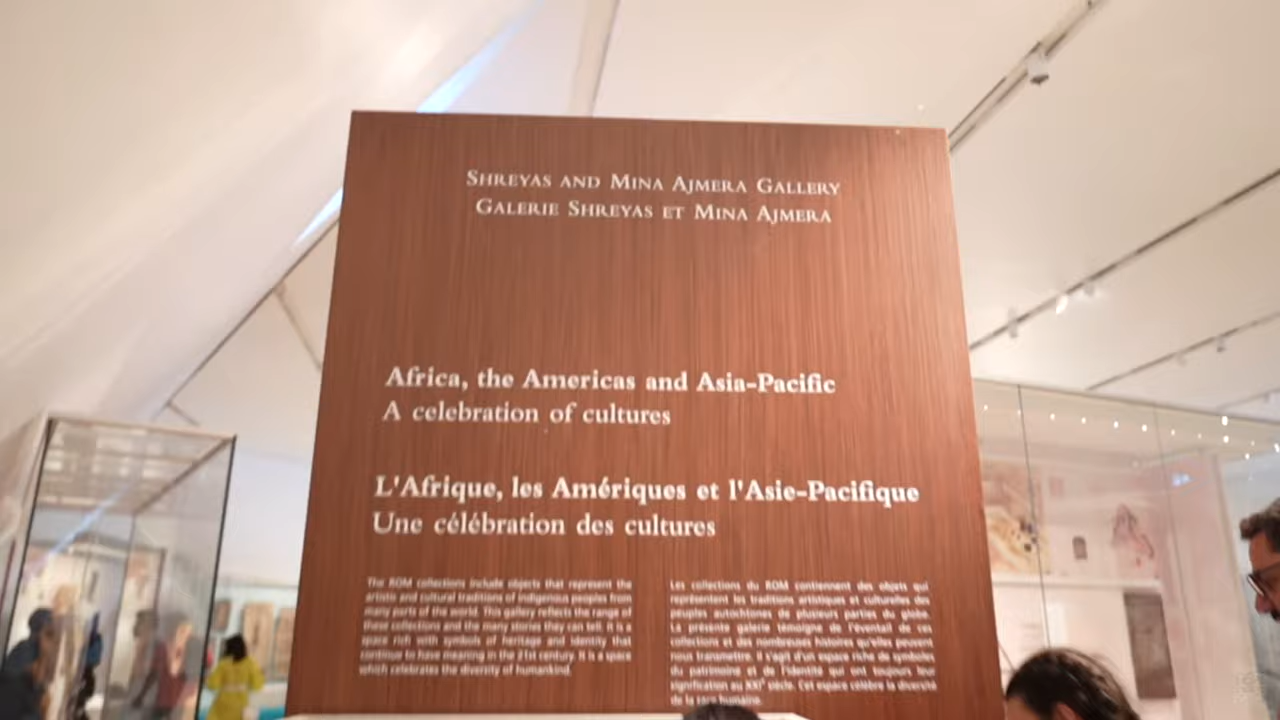 SHREYAS AND MINA AJMERA GALLERY
GALERIE SHREYAS ET MINA AJMERA
Africa, the Americas and Asia-Pacific
A celebration of cultures
L'Afrique, les Amériques et l'Asie-Pacifique
Une célébration des cultures
The ROM collections include objects that represent the
artistic and cultural traditions of indigenous peoples from
many parts of the world. This gallery reflects the range of
these collections and the many stories they can tell. It is a
space rich with symbols of heritage and identity that
continue to have meaning in the 21st century. It is a space
which celebrates the diversity of humankind.
Les collections du ROM contiennent des objets qui
représentent les traditions artistiques et culturelles des
peuples autochtones de plusieurs parties du globe.
La présente galerie témoigne de l'éventail de ces
collections et des nombreuses histoires qu'elles peuvent
nous transmettre. Il s'agit d'un espace riche de symboles
du patrimoine et de l'identité qui ont toujours leur
signification au XXIe siècle. Cet espace célèbre la diversité
de la race humaine.